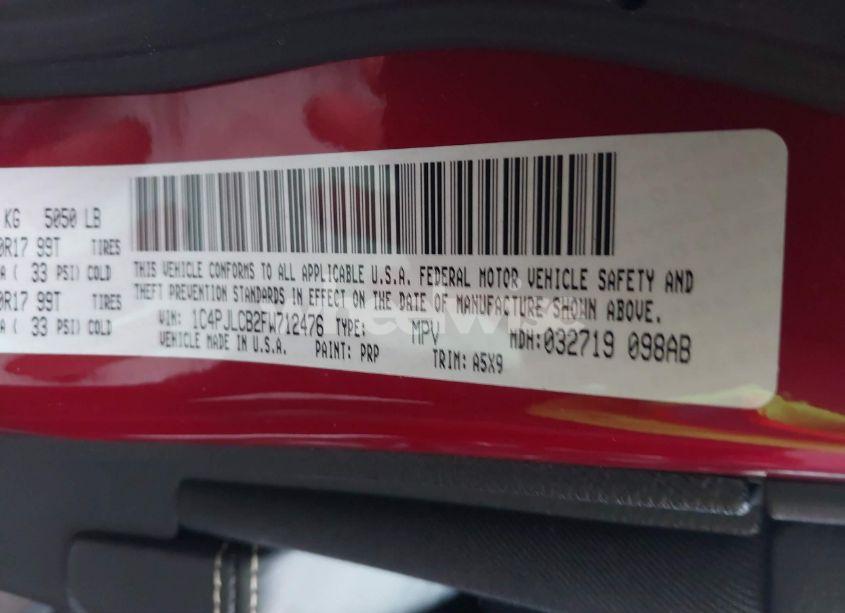 KG 5050 LB
0R17 99T TIRES
A ( 33 PSI) COLD
0R17 99T TIRES
A ( 33 PSI) COLD
THIS VEHICLE CONFORMS TO ALL APPLICABLE U.S.A. FEDERAL MOTOR VEHICLE SAFETY AND
THEFT PREVENTION STANDARDS IN EFFECT ON THE DATE OF MANUFACTURE SHOWN ABOVE.
VIN: 1C4PJLCB2FW712476 TYPE: MPV MDH:032719 098AB
VEHICLE MADE IN U.S.A. PAINT: PRP TRIM: A5X9